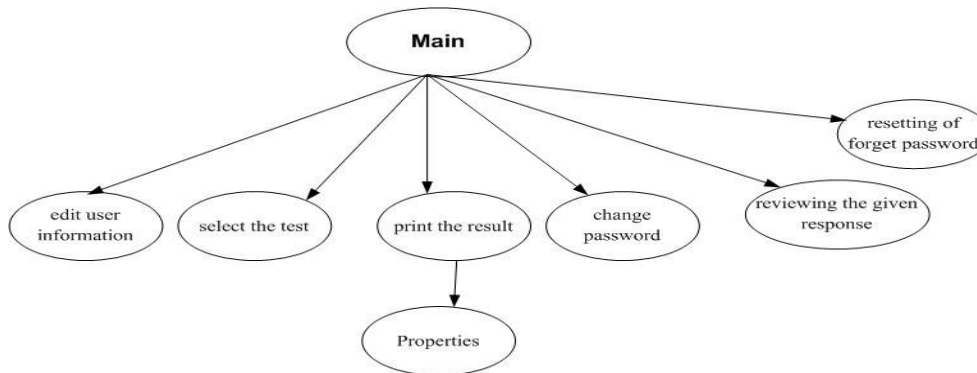 Main
resetting of
forget password
edit user
information
select the test
print the result
change
password
reviewing the given
response
Properties